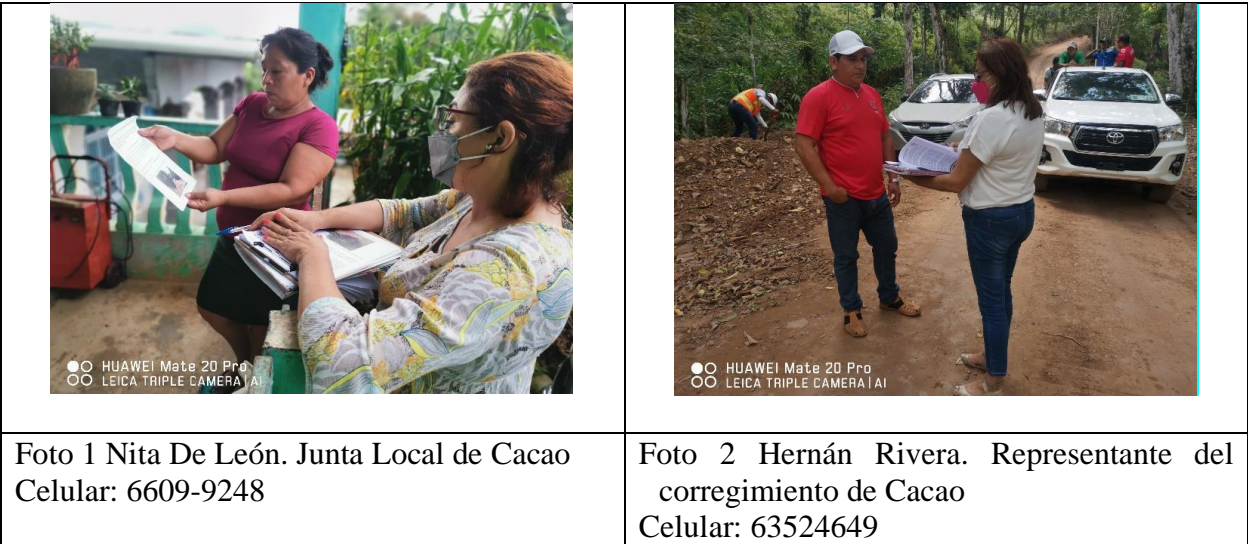 HUAWEI Mate 20 Pro
LEICA TRIPLE CAMERA | AI
HUAWEI Mate 20 Pro
LEICA TRIPLE CAMERA | AI
Foto 1 Nita De León. Junta Local de Cacao
Celular: 6609-9248
Foto 2 Hernán Rivera. Representante del
corregimiento de Cacao
Celular: 63524649